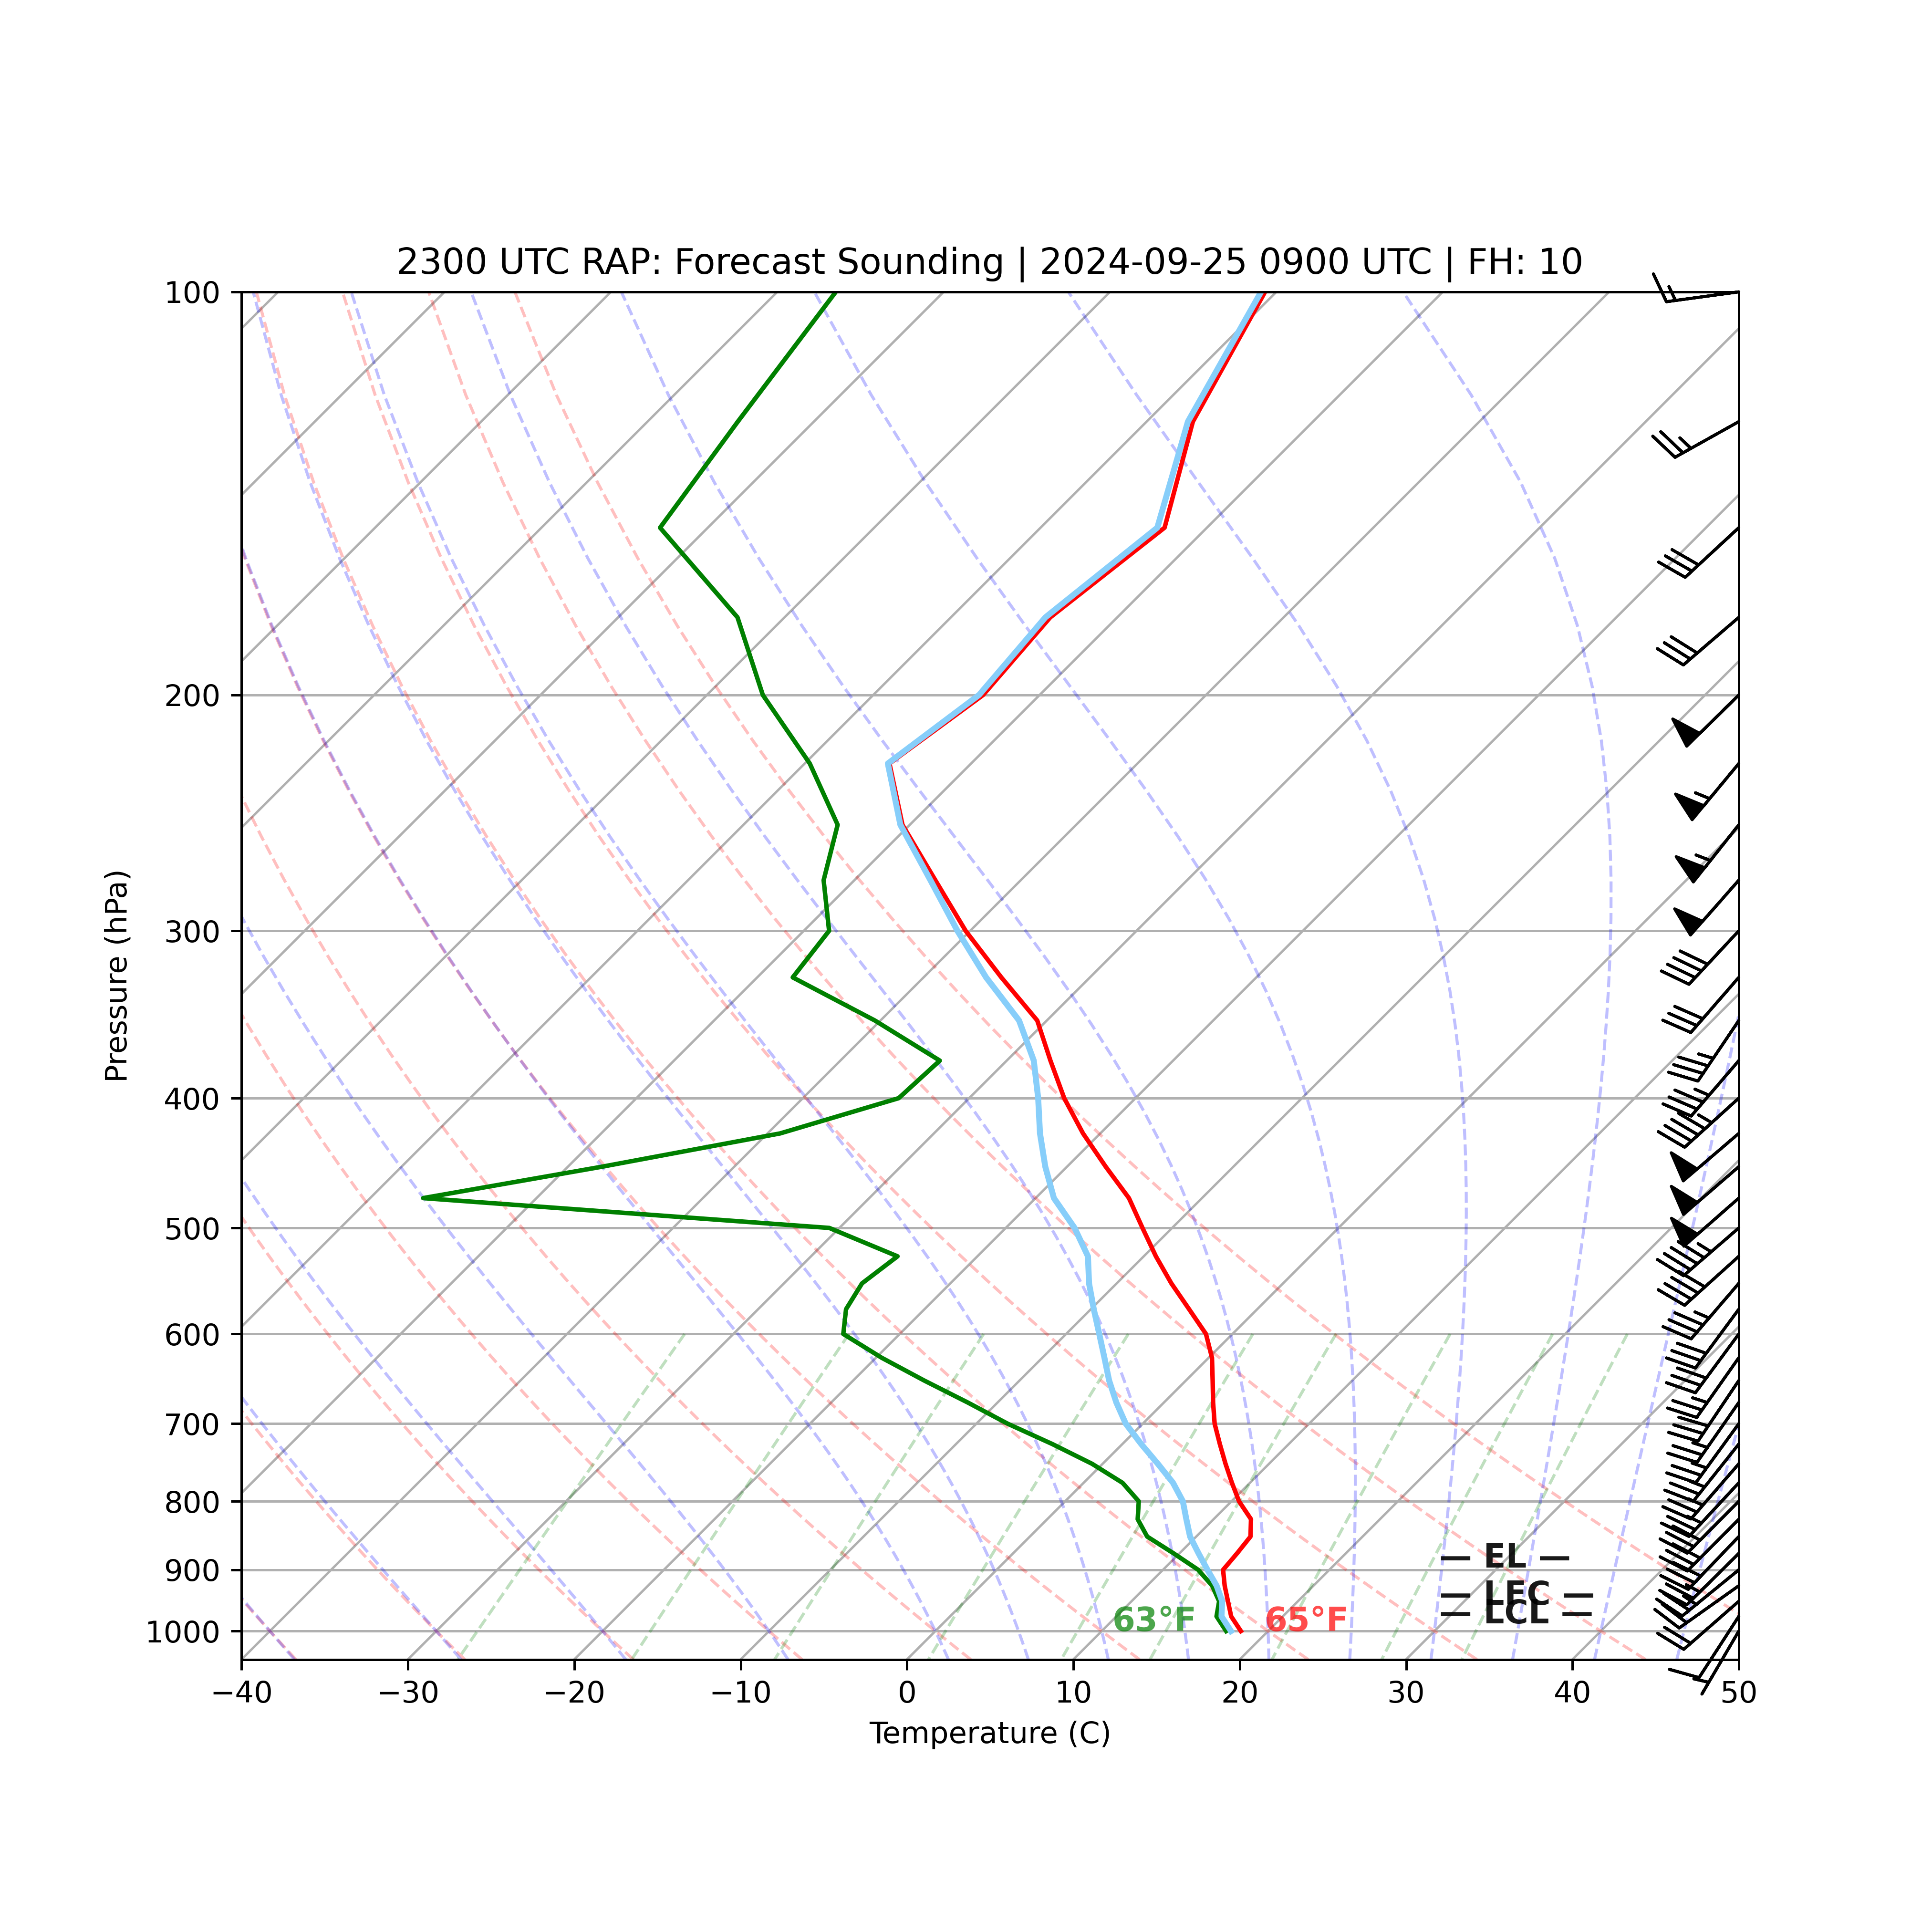 2300 UTC RAP: Forecast Sounding | 2024-09-25 0900 UTC | FH: 10
100
200
300
400
500
600
700
800
900
1000
Pressure (hPa)
— EL —
— LFC —
— LCL —
63°F 65°F
−40 −30 −20 −10 0 10 20 30 40 50
Temperature (C)